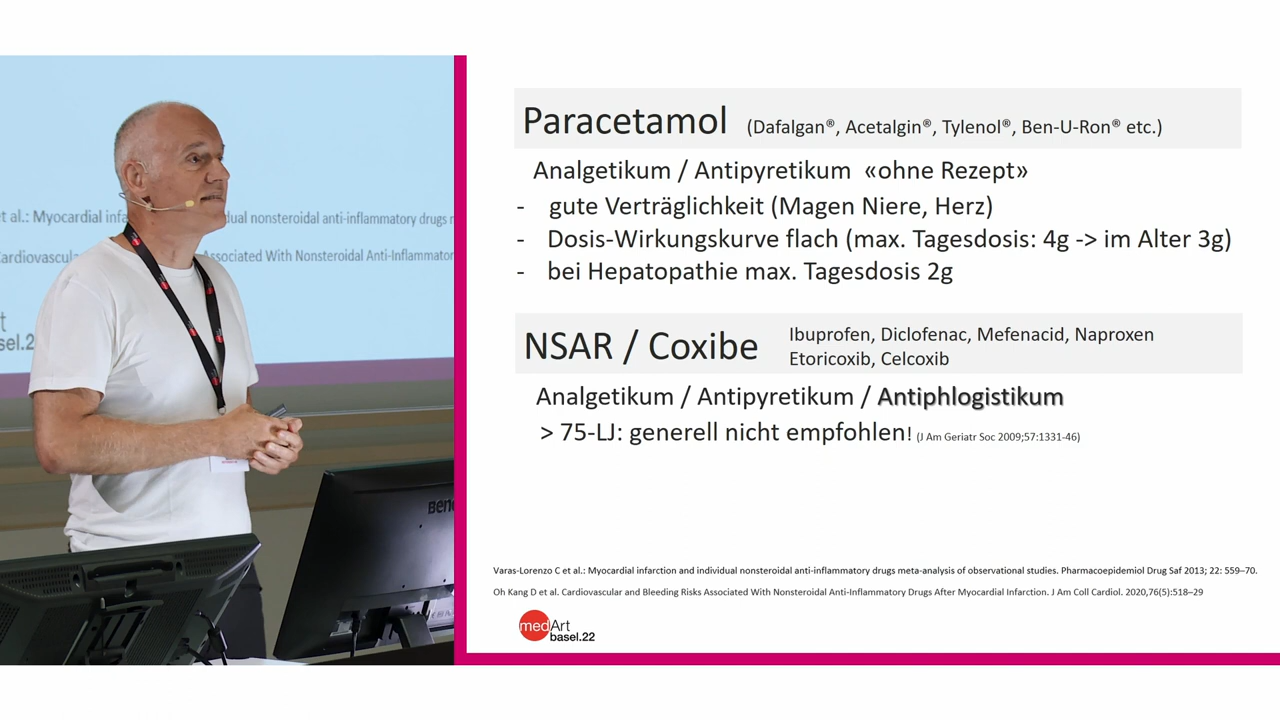 et al.: Myocardial infa dual nonsteroidal anti-inflammatory drugs
Cardiovascu Associated With Nonsteroidal Anti-Inflammator
sel.2
Paracetamol (Dafalgan®, Acetalgin®, Tylenol®, Ben-U-Ron® etc.)
Analgetikum / Antipyretikum «ohne Rezept»
- gute Verträglichkeit (Magen Niere, Herz)
- Dosis-Wirkungskurve flach (max. Tagesdosis: 4g -> im Alter 3g)
- bei Hepatopathie max. Tagesdosis 2g
NSAR / Coxibe
Ibuprofen, Diclofenac, Mefenacid, Naproxen
Etoricoxib, Celcoxib
Analgetikum / Antipyretikum / Antiphlogistikum
> 75-LJ: generell nicht empfohlen! (J Am Geriatr Soc 2009;57:1331-46)
Varas-Lorenzo C et al.: Myocardial infarction and individual nonsteroidal anti-inflammatory drugs meta-analysis of observational studies. Pharmacoepidemiol Drug Saf 2013; 22: 559–70.
Oh Kang D et al. Cardiovascular and Bleeding Risks Associated With Nonsteroidal Anti-Inflammatory Drugs After Myocardial Infarction. J Am Coll Cardiol. 2020,76(5):518–29
medArt
basel.22
BenQ